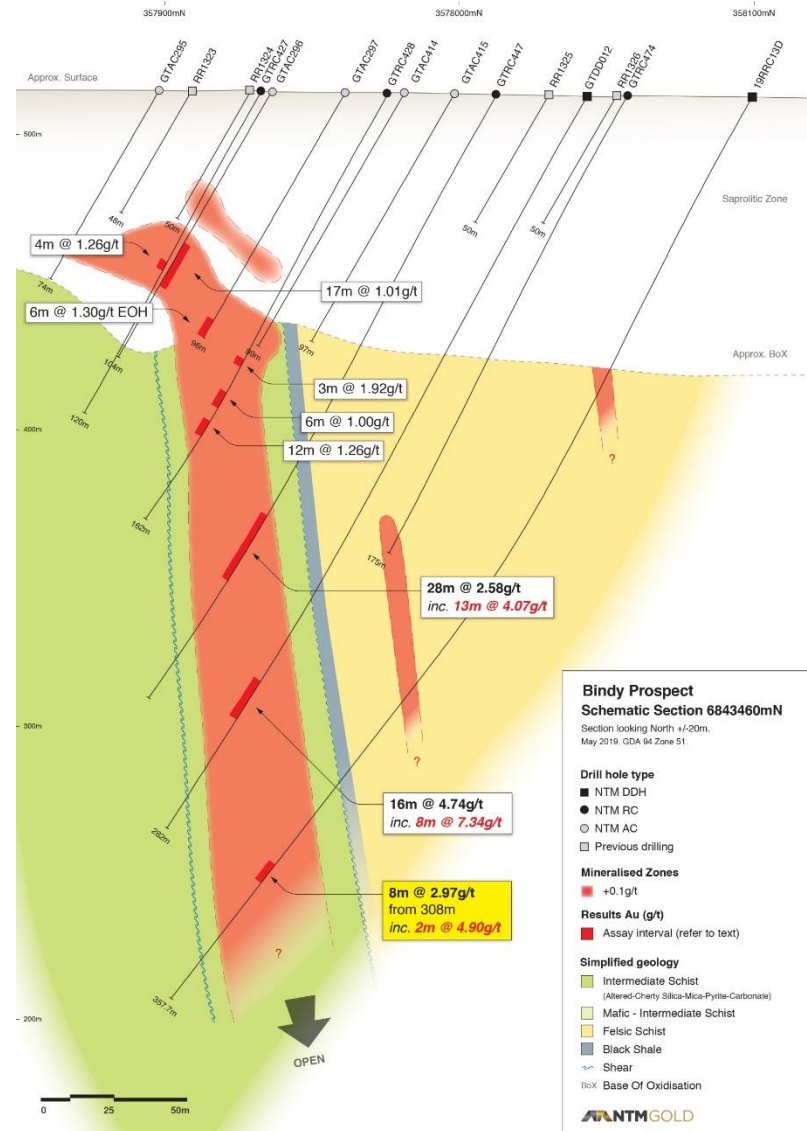 357900mN
3578000mN
358100mN
GTAC295
RR1323
RR1324
GTRC427
GTAC296
GTAC297
GTRC428
GTAC414
GTAC415
GTRC447
RR1325
GTDD012
RR1326
GTRC474
19RRC13D
Approx. Surface
500m
Saprolitic Zone
48m
50m
50m
50m
4m @ 1.26g/t
74m
17m @ 1.01g/t
6m @ 1.30g/t EOH
96m
98m
97m
104m
Approx. BoX
3m @ 1.92g/t
120m
6m @ 1.00g/t
400m
12m @ 1.26g/t
?
162m
175m
28m @ 2.58g/t
inc. 13m @ 4.07g/t
300m
?
16m @ 4.74g/t
inc. 8m @ 7.34g/t
282m
8m @ 2.97g/t
from 308m
inc. 2m @ 4.90g/t
?
357.7m
200m
OPEN
0 25 50m
Bindy Prospect
Schematic Section 6843460mN
Section looking North +/-20m.
May 2019. GDA 94 Zone 51.
Drill hole type
NTM DDH
NTM RC
NTM AC
Previous drilling
Mineralised Zones
+0.1g/t
Results Au (g/t)
Assay interval (refer to text)
Simplified geology
Intermediate Schist
(Altered-Cherty Silica-Mica-Pyrite-Carbonate)
Mafic - Intermediate Schist
Felsic Schist
Black Shale
Shear
BoX Base Of Oxidisation
NTMGOLD